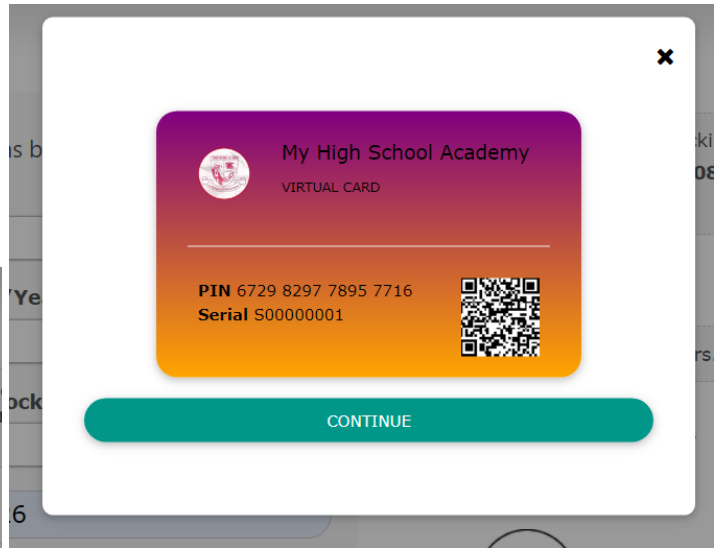 ✖
My High School Academy
VIRTUAL CARD
PIN 6729 8297 7895 7716
Serial S00000001
CONTINUE